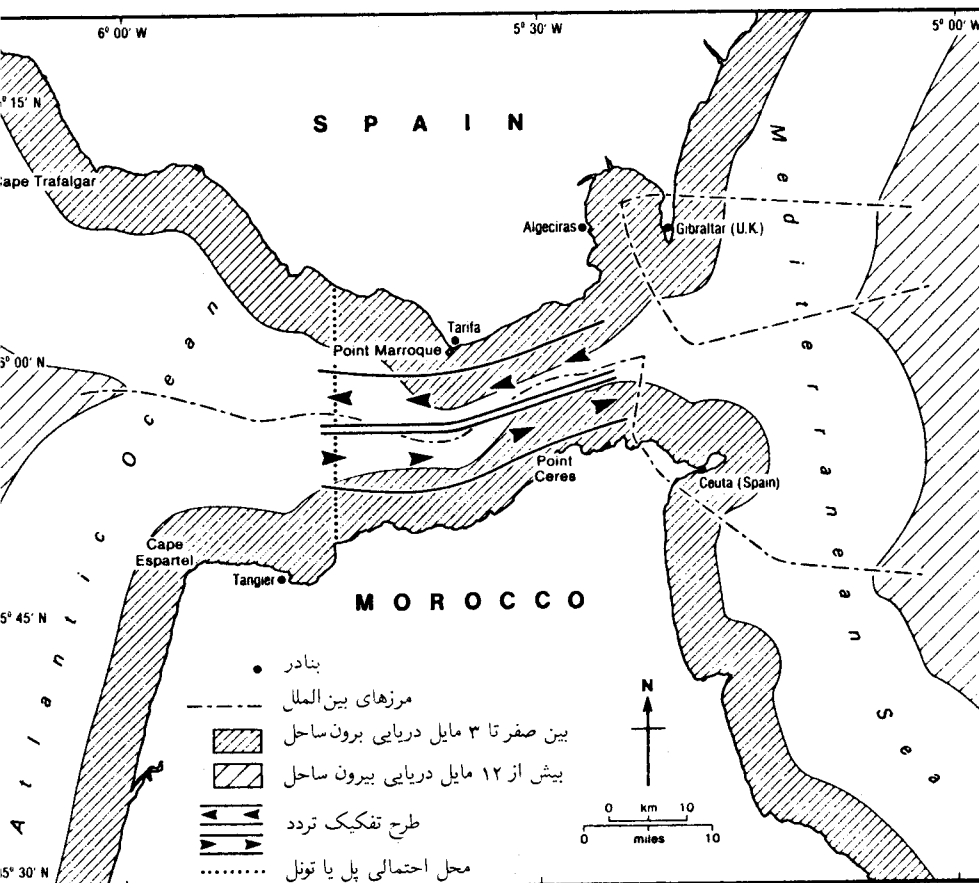 6° 00′ W
5° 30′ W
5° 00′ W
° 15′ N
S P A I N
Cape Trafalgar
Mediterranean Sea
Algeciras
Gibraltar (U.K.)
Tarifa
Point Marroque
6° 00′ N
Atlantic Ocean
Point
Ceres
Ceuta (Spain)
Cape
Espartel
Tangier
MOROCCO
5° 45′ N
بنادر
مرزهای بین‌الملل
بین صفر تا ۳ مایل دریایی برون ساحل
بیش از ۱۲ مایل دریایی بیرون ساحل
طرح تفکیک تردد
محل احتمالی پل یا تونل
N
0 km 10
0 miles 10
5° 30′ N